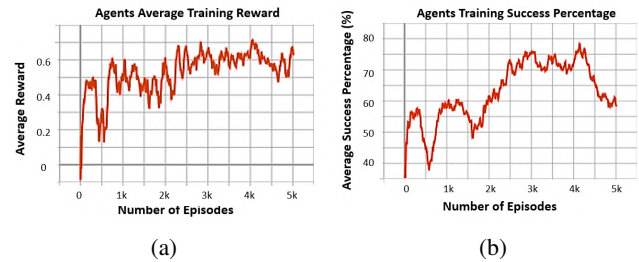 Agents Average Training Reward
Average Reward
0.6
0.4
0.2
0
0 1k 2k 3k 4k 5k
Number of Episodes
(a)
Agents Training Success Percentage
Average Success Percentage (%)
80
70
60
50
40
0 1k 2k 3k 4k 5k
Number of Episodes
(b)